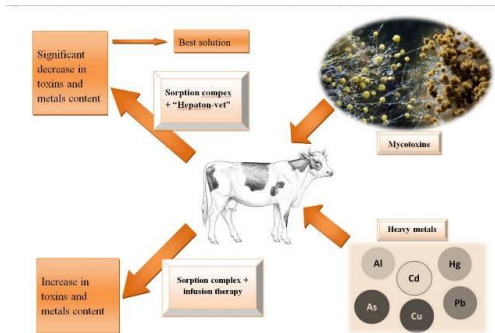 Significant
decrease in
toxins and
metals content
Best solution
Sorption compex
+ "Hepaton-vet"
Mycotoxins
Heavy metals
Al
Hg
Cd
As
Pb
Cu
Increase in
toxins and
metals content
Sorption complex +
infusion therapy